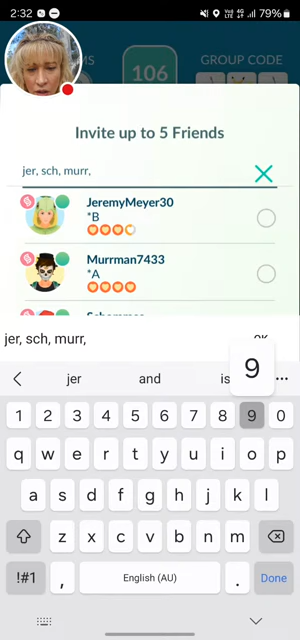 2:32
79%
GROUP CODE
106
Invite up to 5 Friends
jer, sch, murr,
JeremyMeyer30
*B
Murrman7433
*A
jer, sch, murr,
OK
9
jer and is
1 2 3 4 5 6 7 8 9 0
q w e r t y u i o p
a s d f g h j k l
z x c v b n m
!#1 , English (AU) . Done